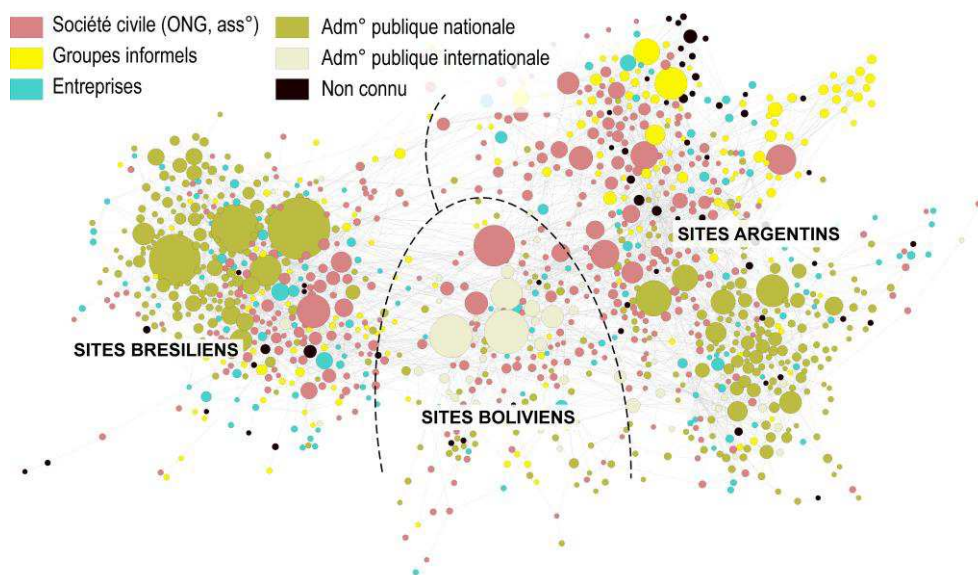 Société civile (ONG, ass°)
Groupes informels
Entreprises
Adm° publique nationale
Adm° publique internationale
Non connu
SITES ARGENTINS
SITES BRESILIENS
SITES BOLIVIENS